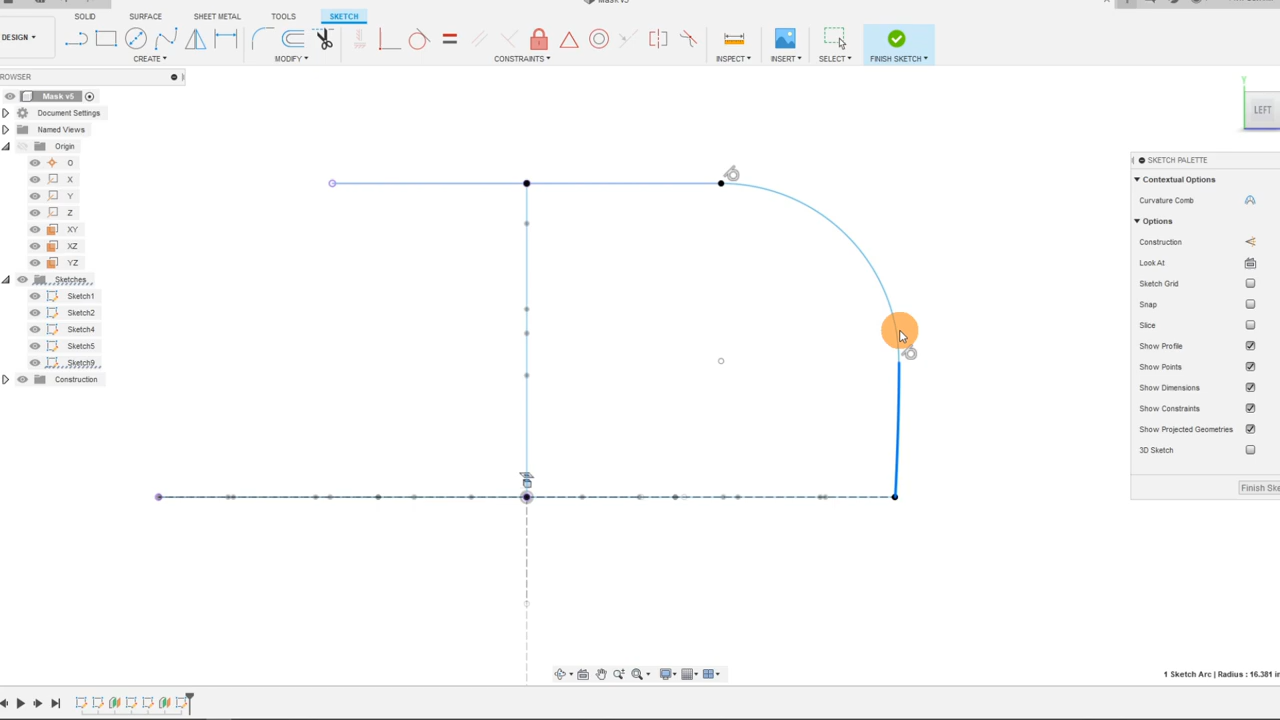 Mask v5
SOLID SURFACE SHEET METAL TOOLS SKETCH
DESIGN
CREATE MODIFY CONSTRAINTS INSPECT INSERT SELECT FINISH SKETCH
ROWSER
Mask v5
Document Settings
Named Views
Origin
O
X
Y
Z
XY
XZ
YZ
Sketches
Sketch1
Sketch2
Sketch4
Sketch5
Sketch9
Construction
Y
LEFT
SKETCH PALETTE
Contextual Options
Curvature Comb
Options
Construction
Look At
Sketch Grid
Snap
Slice
Show Profile
Show Points
Show Dimensions
Show Constraints
Show Projected Geometries
3D Sketch
Finish Ske
1 Sketch Arc | Radius : 16.381 in